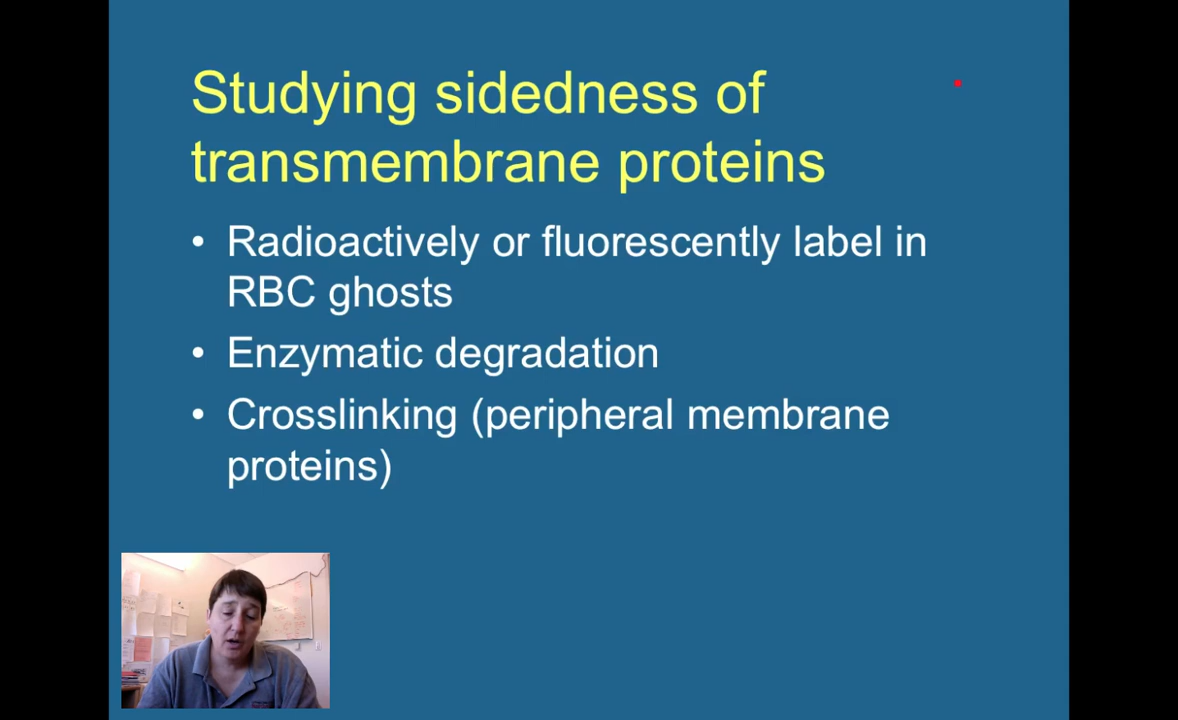 Studying sidedness of
transmembrane proteins
• Radioactively or fluorescently label in
RBC ghosts
• Enzymatic degradation
• Crosslinking (peripheral membrane
proteins)